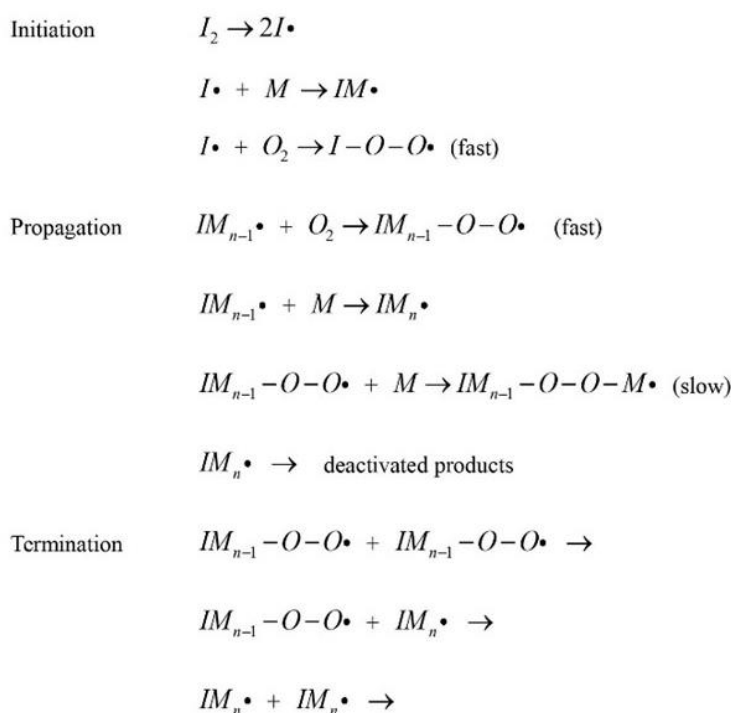 Initiation I₂ → 2I•
I• + M → IM•
I• + O₂ → I−O−O• (fast)
Propagation IMₙ₋₁• + O₂ → IMₙ₋₁−O−O• (fast)
IMₙ₋₁• + M → IMₙ•
IMₙ₋₁−O−O• + M → IMₙ₋₁−O−O−M• (slow)
IMₙ• → deactivated products
Termination IMₙ₋₁−O−O• + IMₙ₋₁−O−O• →
IMₙ₋₁−O−O• + IMₙ• →
IMₙ• + IMₙ• →